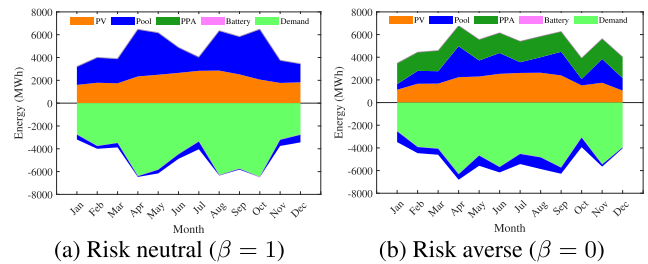 PV Pool PPA Battery Demand
8000
6000
4000
2000
0
-2000
-4000
-6000
-8000
Energy (MWh)
Jan Feb Mar Apr May Jun Jul Aug Sep Oct Nov Dec
Month
(a) Risk neutral (β = 1)
PV Pool PPA Battery Demand
8000
6000
4000
2000
0
-2000
-4000
-6000
-8000
Energy (MWh)
Jan Feb Mar Apr May Jun Jul Aug Sep Oct Nov Dec
Month
(b) Risk averse (β = 0)